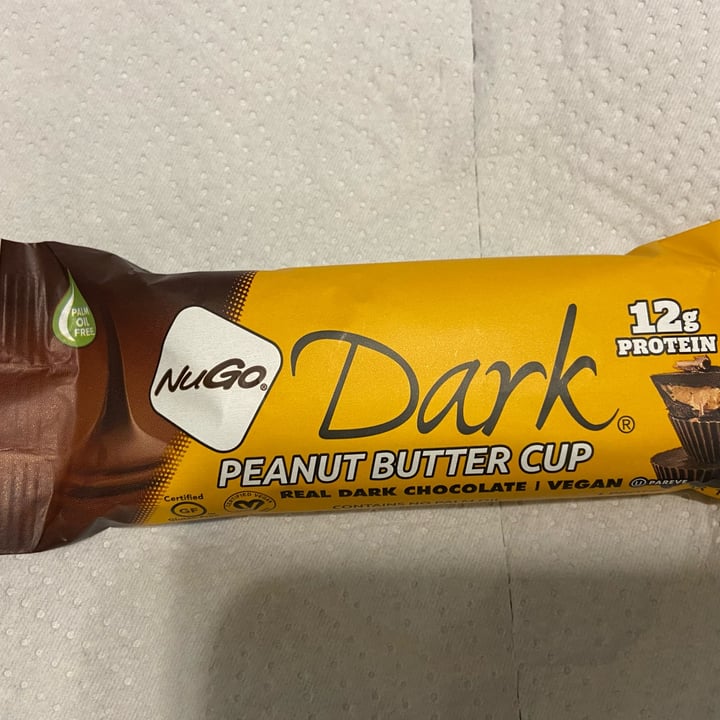 PALM
OIL
FREE
NuGo®
Dark®
12g
PROTEIN
PEANUT BUTTER CUP
REAL DARK CHOCOLATE | VEGAN
U PAREVE
Certified
GF
CERTIFIED VEGAN
CONTAINS NO PALM OIL